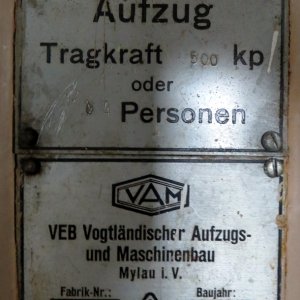 Aufzug
Tragkraft 500 kp
oder
Personen
VAM
VEB Vogtländischer Aufzugs-
und Maschinenbau
Mylau i. V.
Fabrik-Nr.: Baujahr: